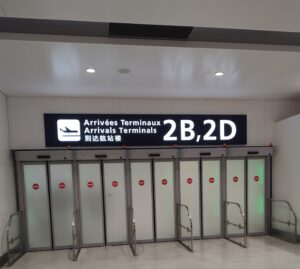 Arrivées Terminaux
Arrivals Terminals
到达航站楼
2B,2D